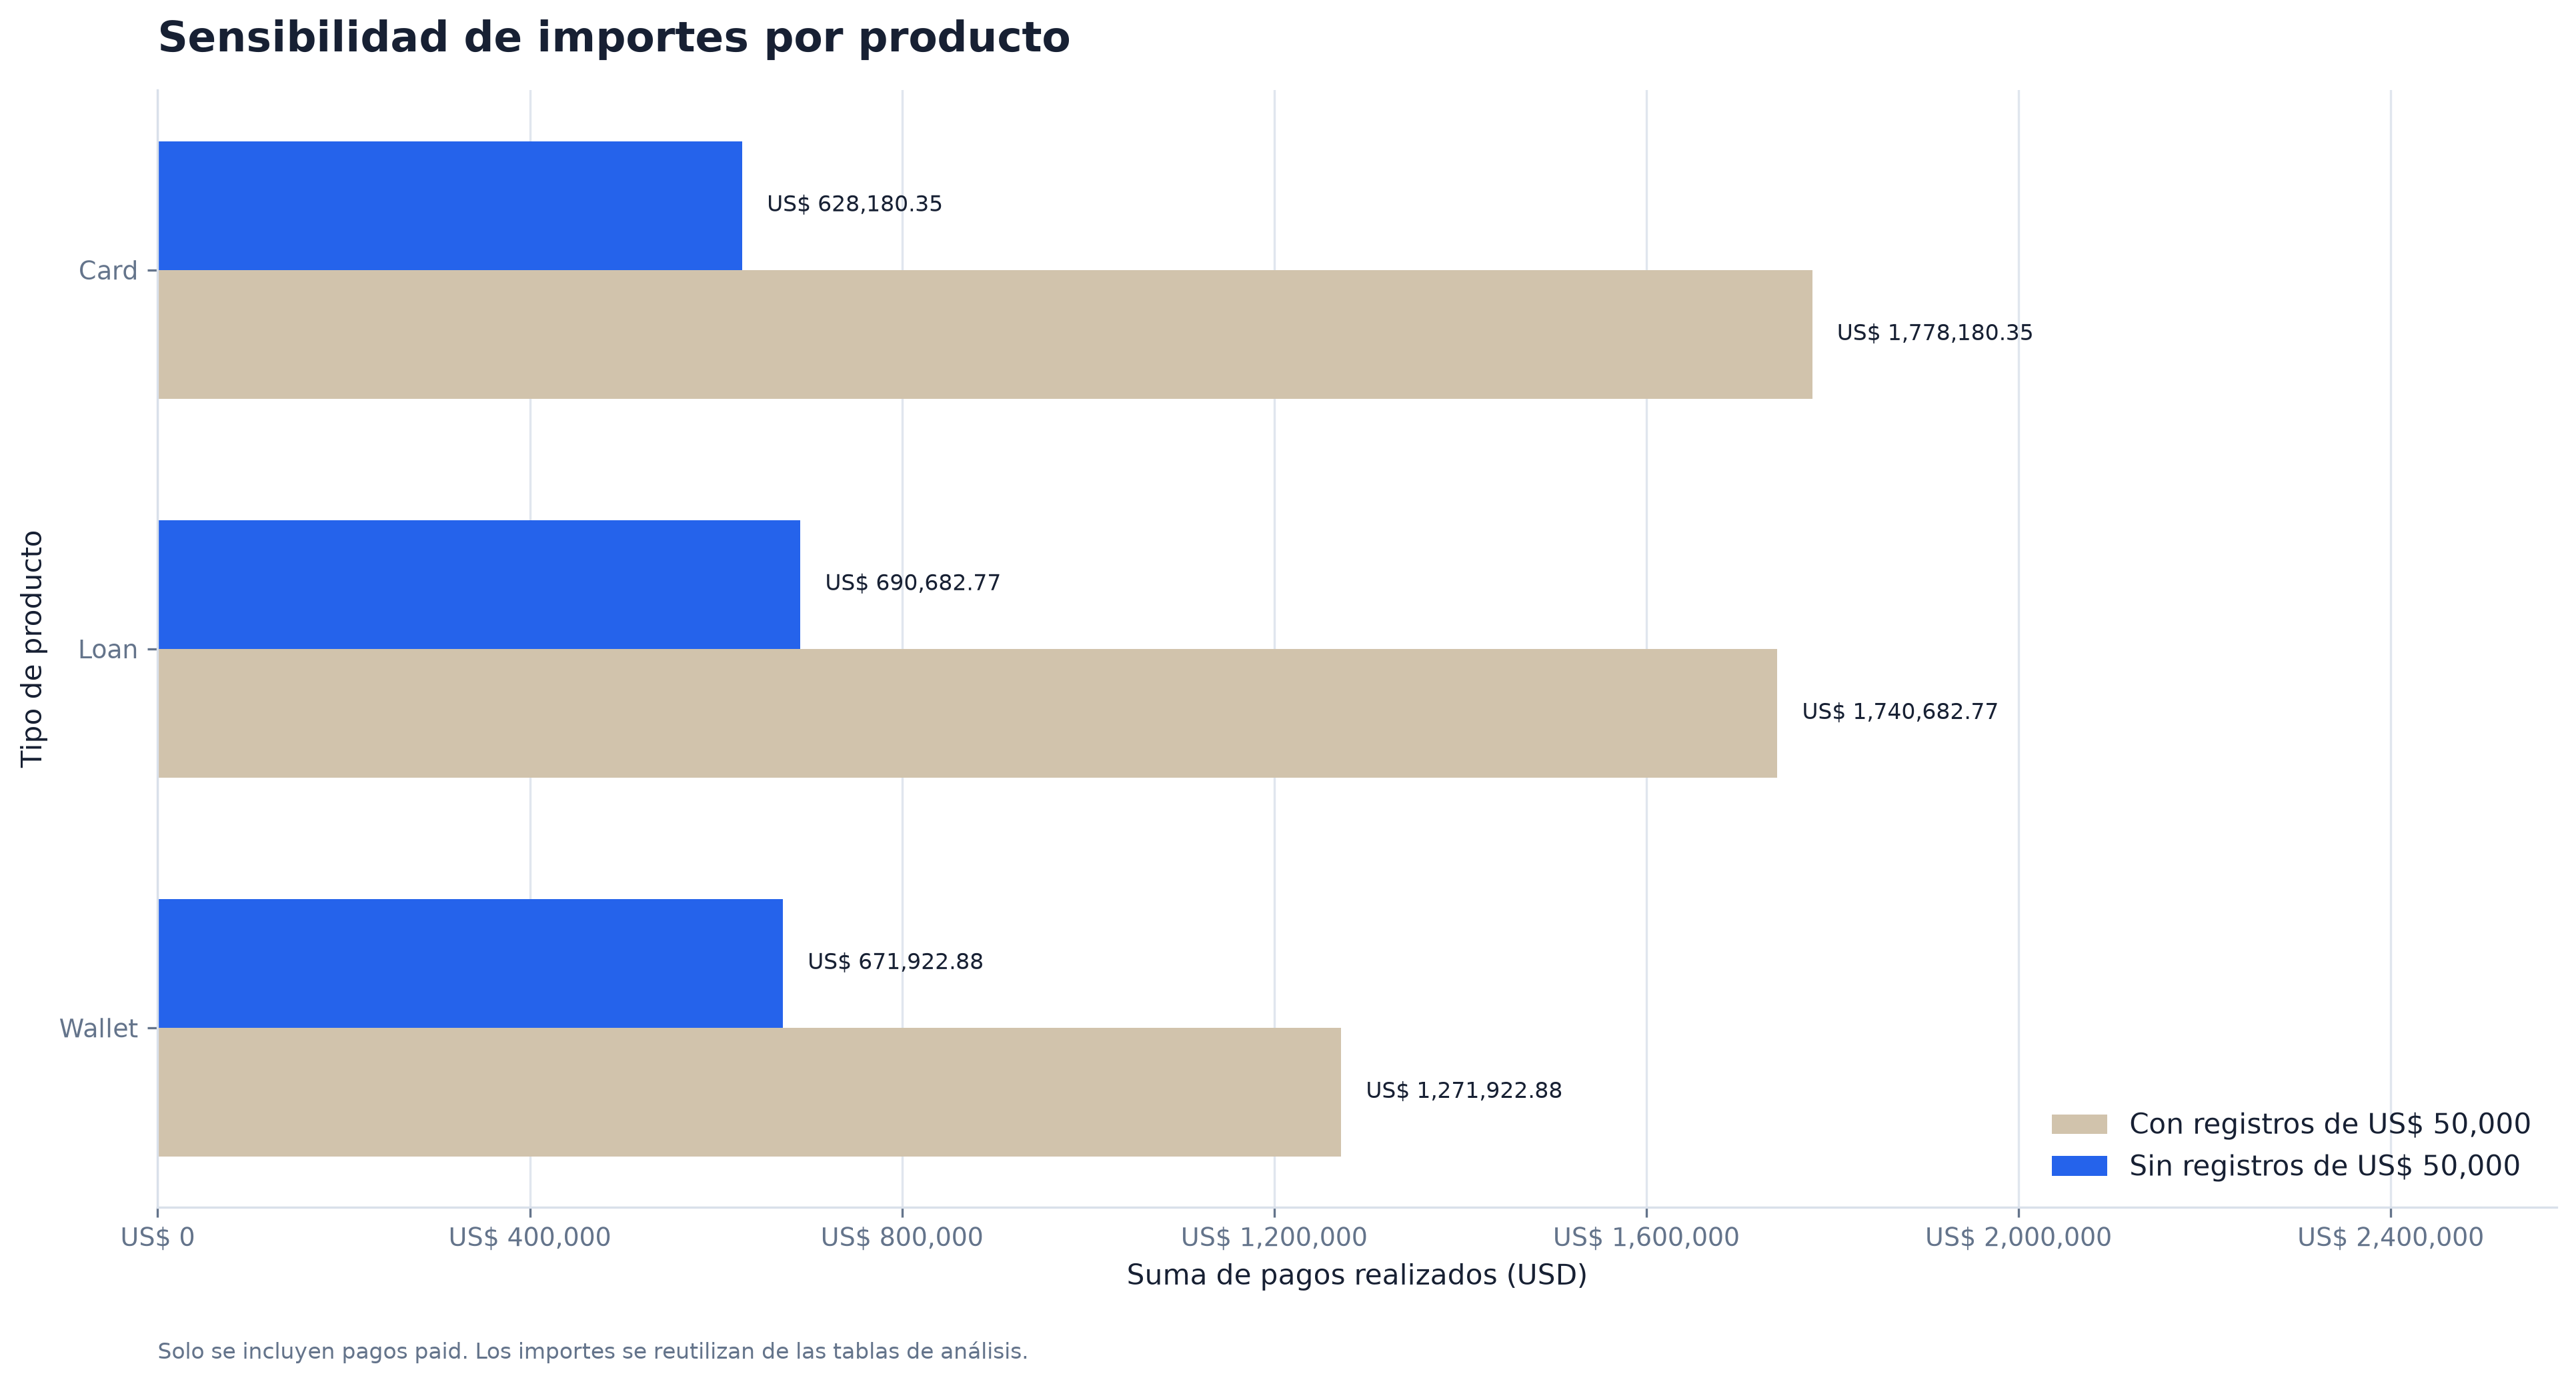 Sensibilidad de importes por producto
Tipo de producto
Card
US$ 628,180.35
US$ 1,778,180.35
Loan
US$ 690,682.77
US$ 1,740,682.77
Wallet
US$ 671,922.88
US$ 1,271,922.88
Con registros de US$ 50,000
Sin registros de US$ 50,000
US$ 0 US$ 400,000 US$ 800,000 US$ 1,200,000 US$ 1,600,000 US$ 2,000,000 US$ 2,400,000
Suma de pagos realizados (USD)
Solo se incluyen pagos paid. Los importes se reutilizan de las tablas de análisis.